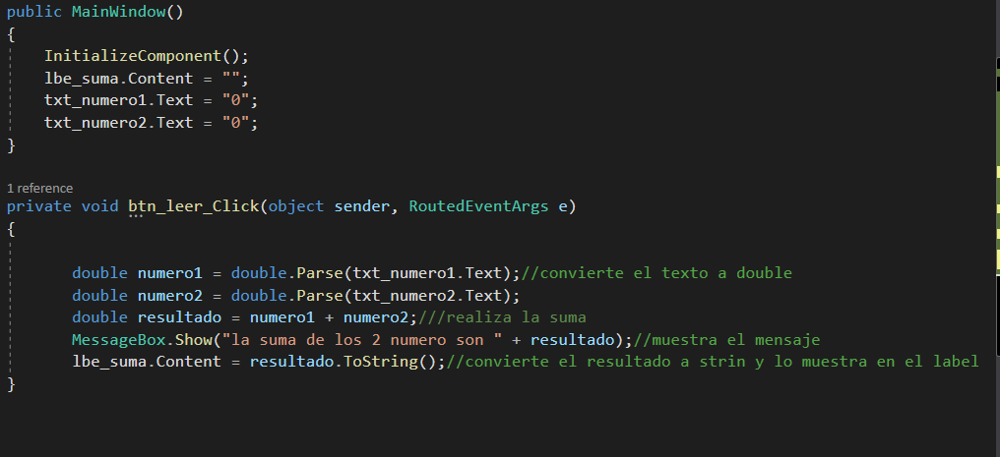 public MainWindow()
{
InitializeComponent();
lbe_suma.Content = "";
txt_numero1.Text = "0";
txt_numero2.Text = "0";
}
1 reference
private void btn_leer_Click(object sender, RoutedEventArgs e)
{
double numero1 = double.Parse(txt_numero1.Text);//convierte el texto a double
double numero2 = double.Parse(txt_numero2.Text);
double resultado = numero1 + numero2;///realiza la suma
MessageBox.Show("la suma de los 2 numero son " + resultado);//muestra el mensaje
lbe_suma.Content = resultado.ToString();//convierte el resultado a strin y lo muestra en el label
}